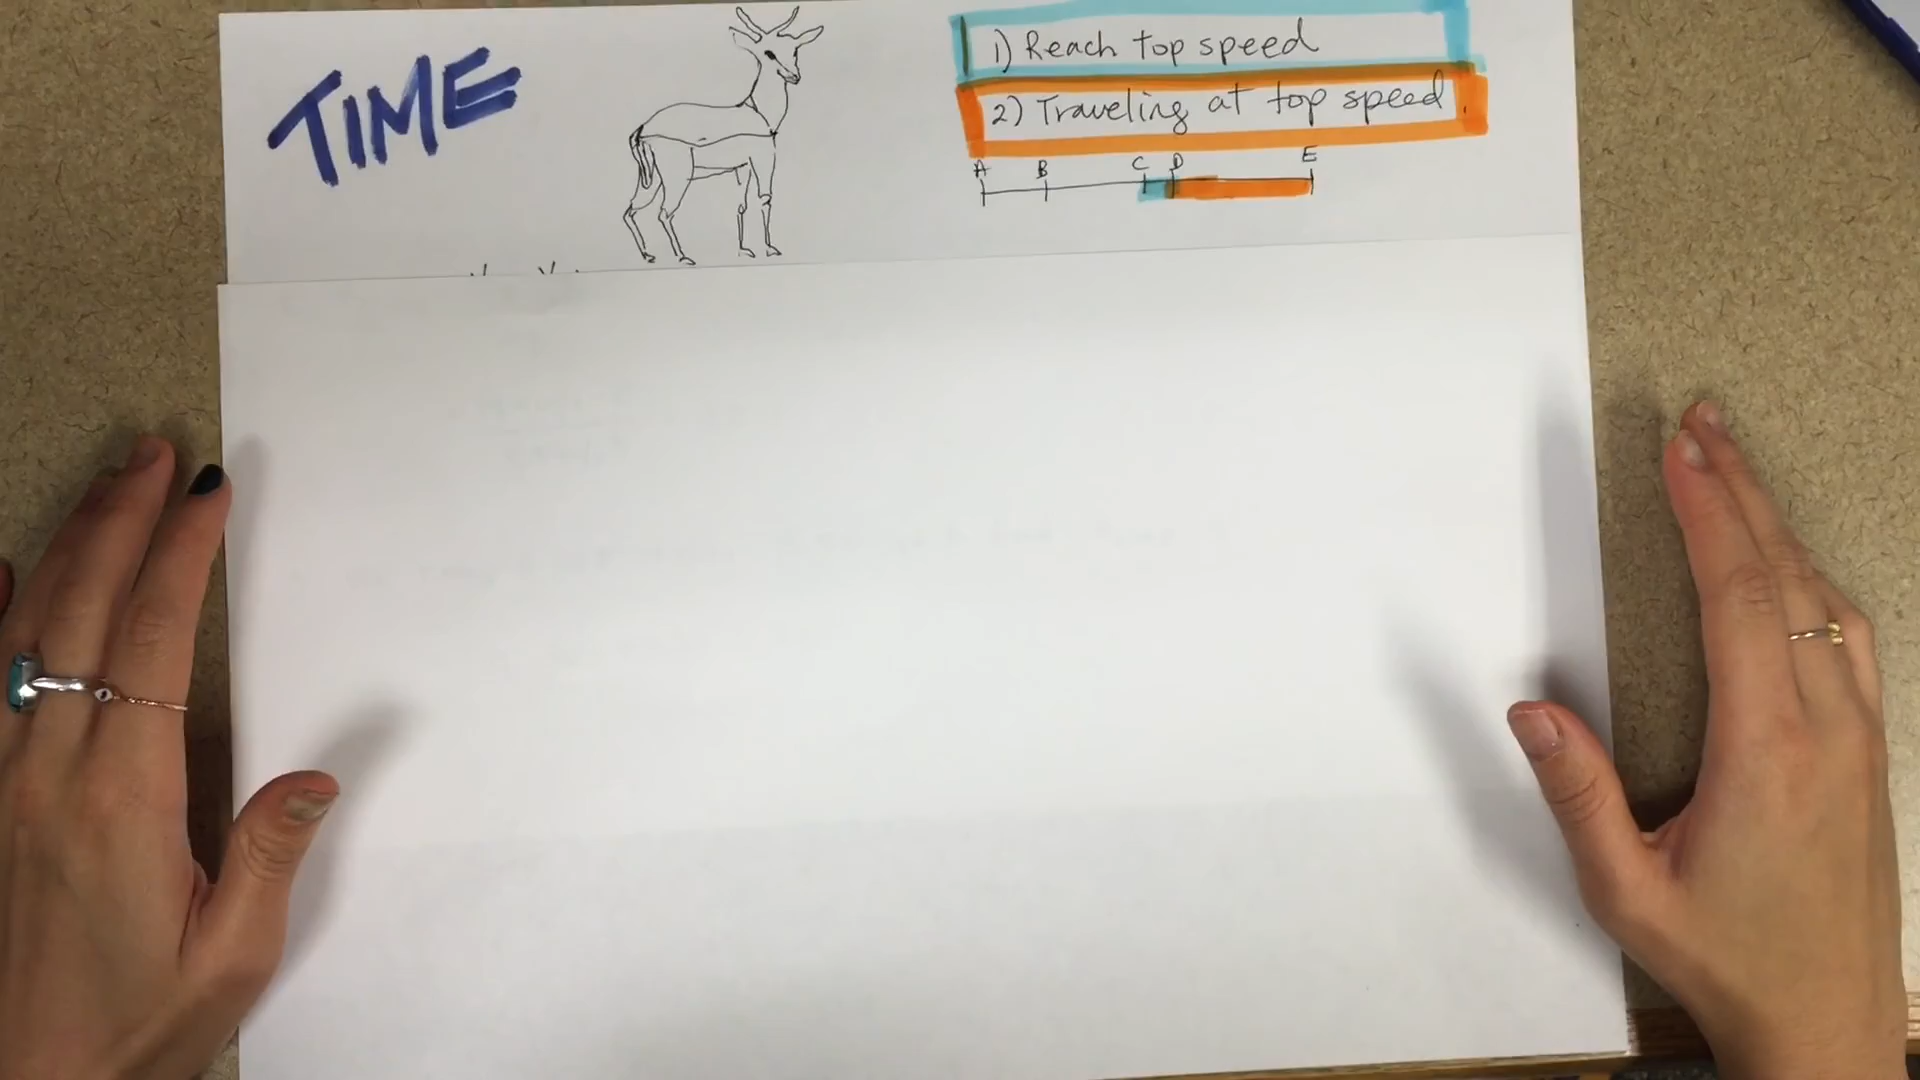 TIME
1) Reach top speed
2) Traveling at top speed.
A B C D E